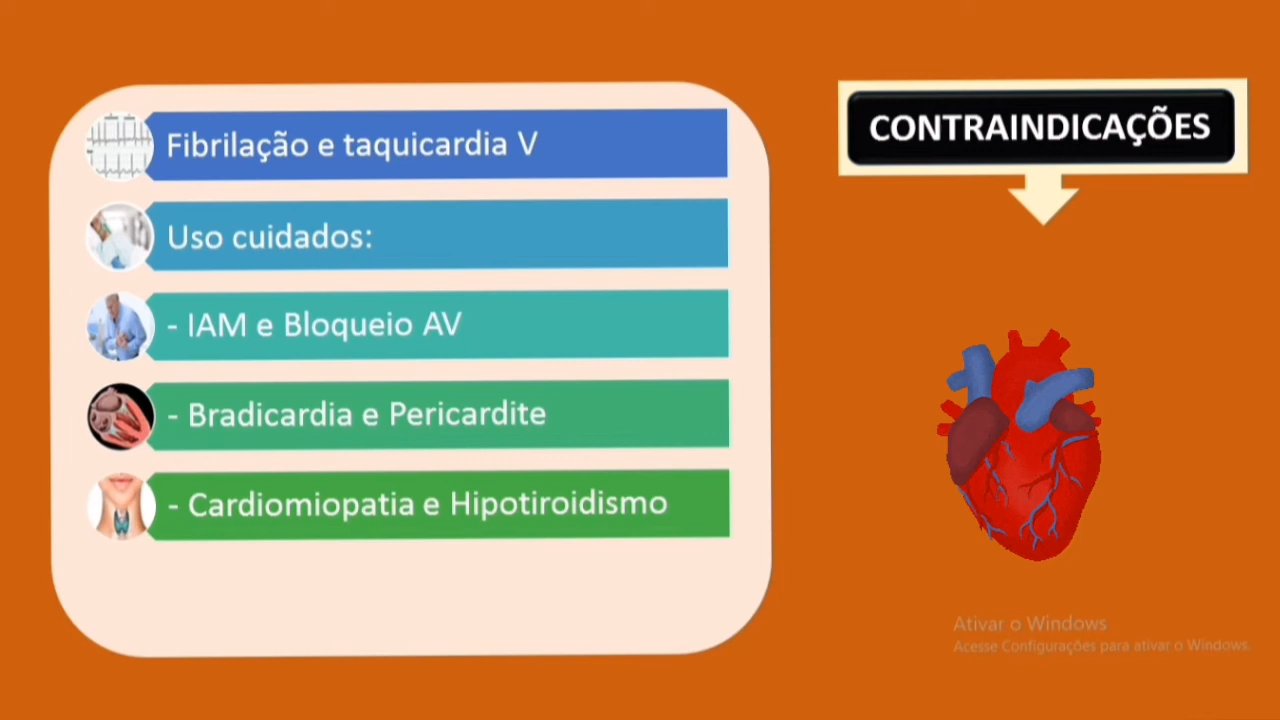 CONTRAINDICAÇÕES
Fibrilação e taquicardia V
Uso cuidados:
- IAM e Bloqueio AV
- Bradicardia e Pericardite
- Cardiomiopatia e Hipotiroidismo
Ativar o Windows
Acesse Configurações para ativar o Windows.